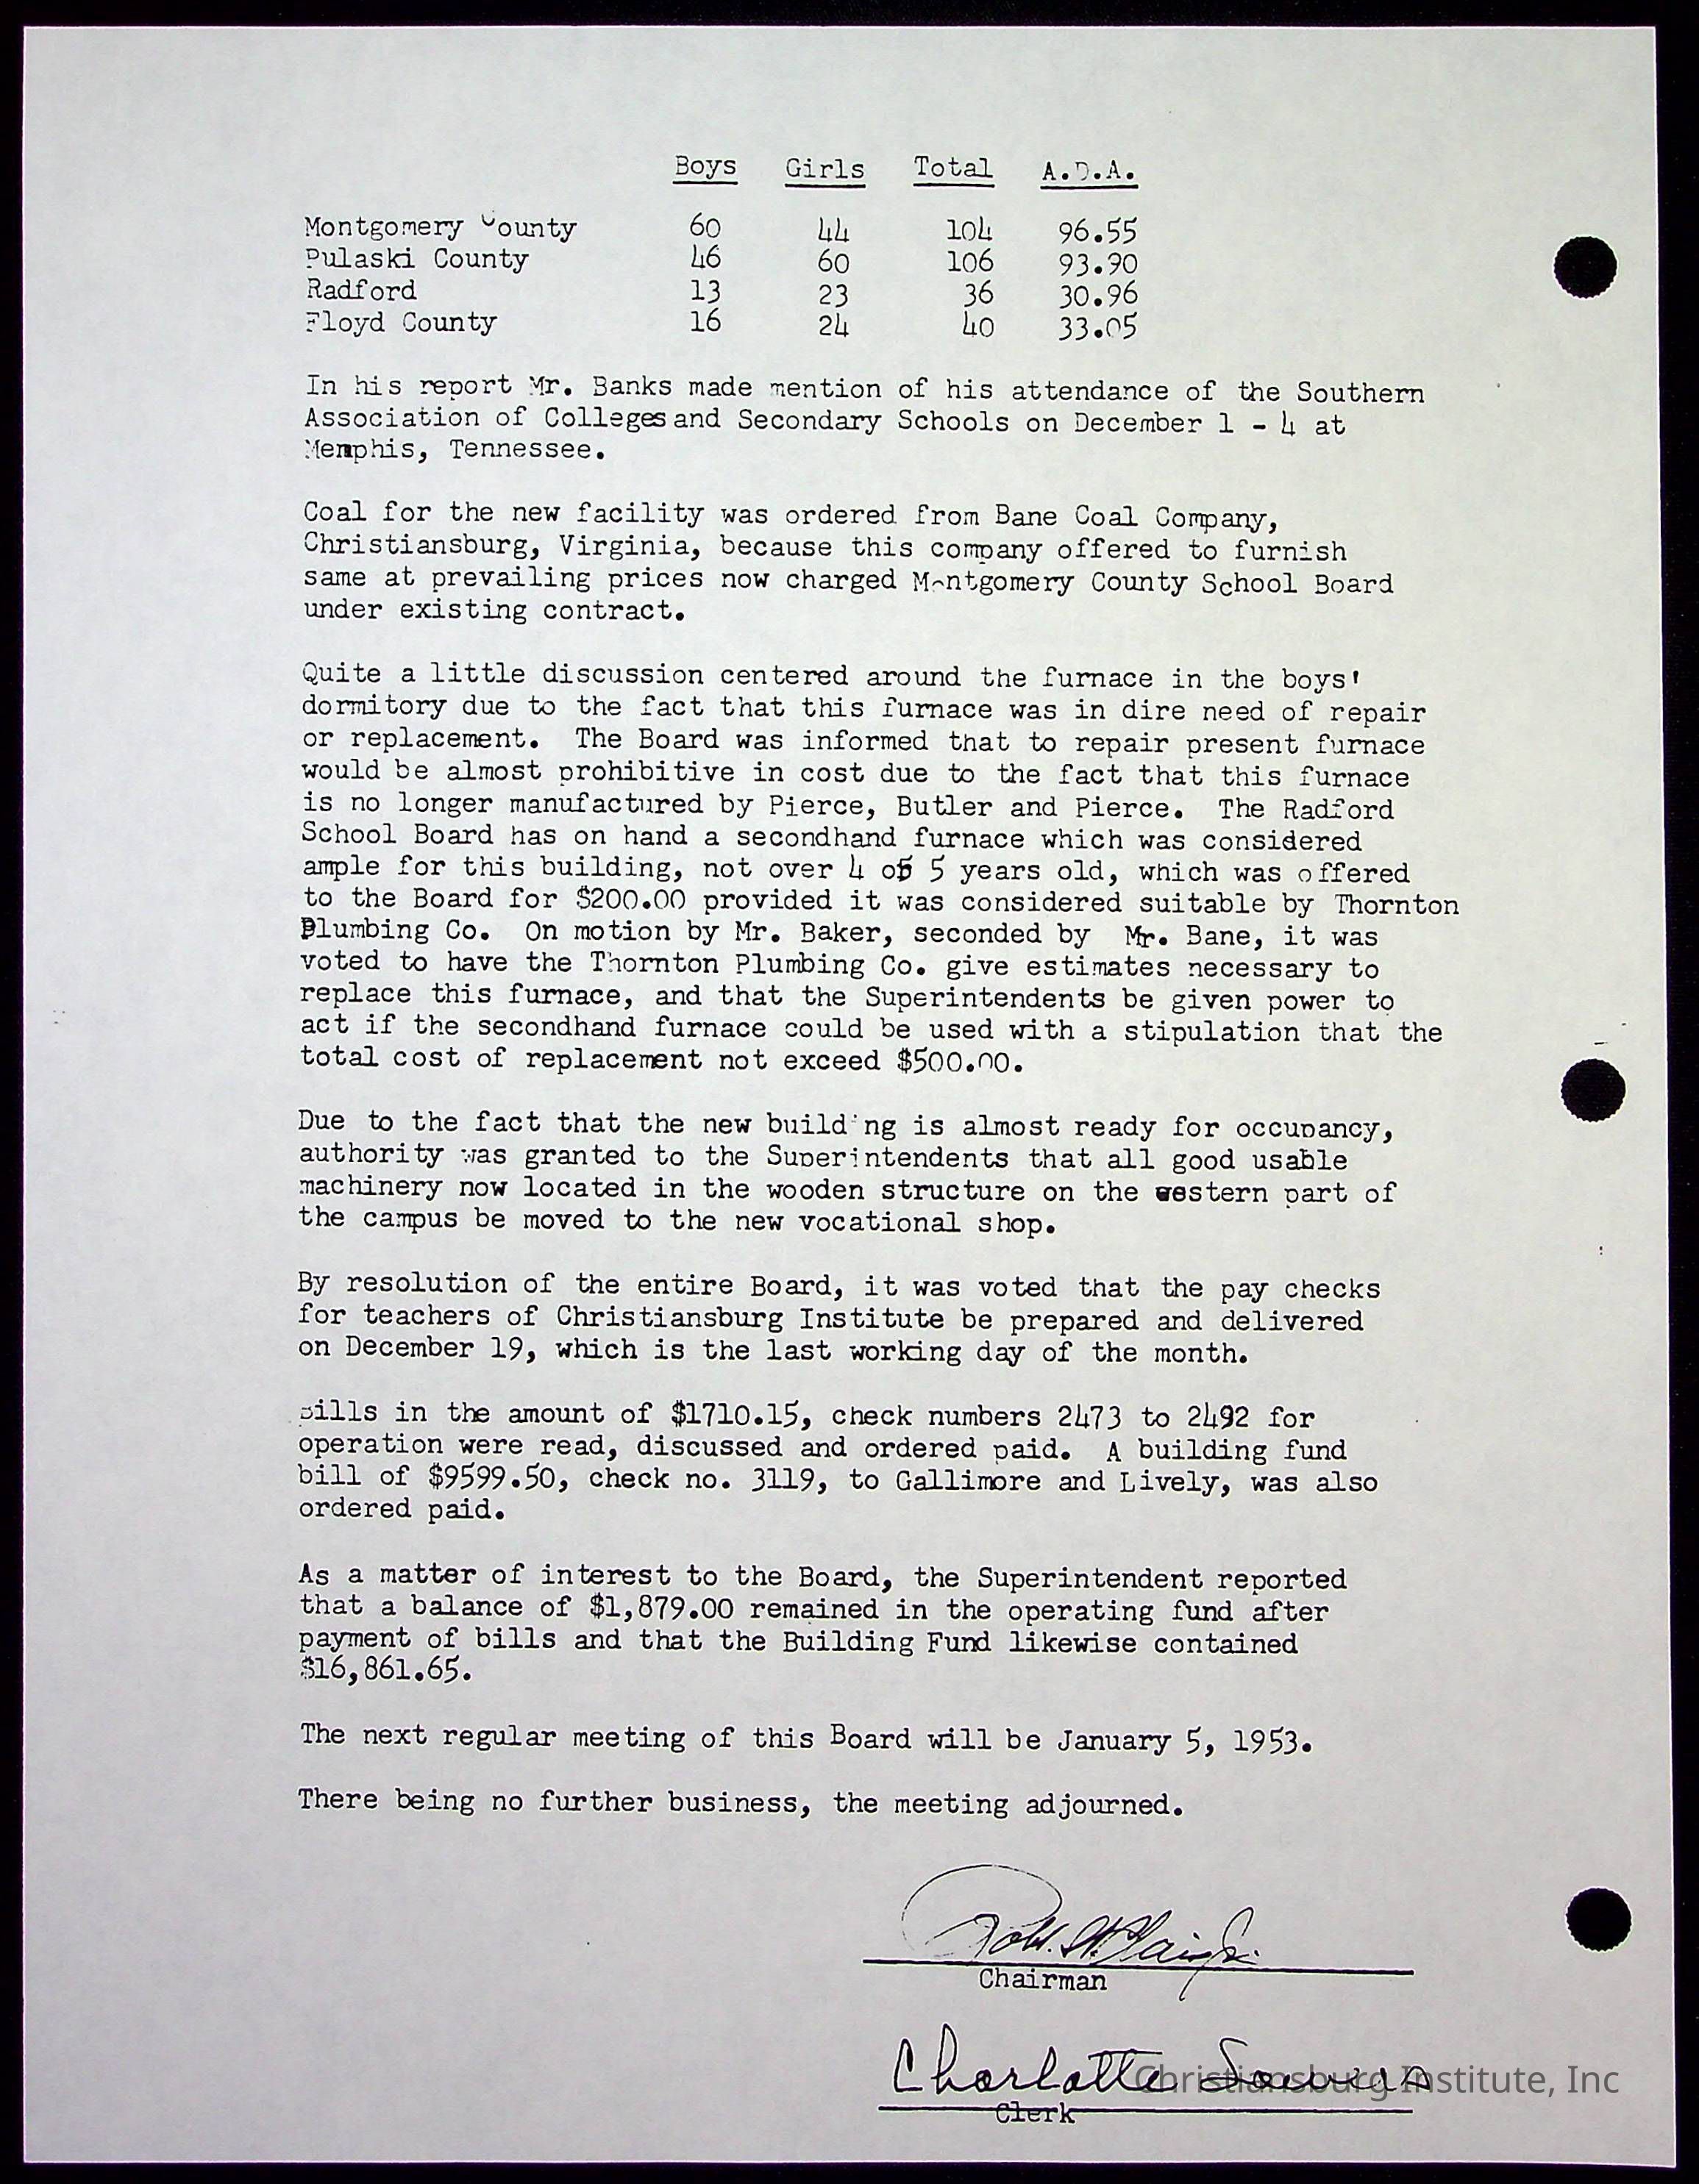 Boys Girls Total A.D.A.
Montgomery County 60 44 104 96.55
Pulaski County 46 60 106 93.90
Radford 13 23 36 30.96
Floyd County 16 24 40 33.05
In his report Mr. Banks made mention of his attendance of the Southern
Association of Colleges and Secondary Schools on December 1 - 4 at
Memphis, Tennessee.
Coal for the new facility was ordered from Bane Coal Company,
Christiansburg, Virginia, because this company offered to furnish
same at prevailing prices now charged Montgomery County School Board
under existing contract.
Quite a little discussion centered around the furnace in the boys'
dormitory due to the fact that this furnace was in dire need of repair
or replacement. The Board was informed that to repair present furnace
would be almost prohibitive in cost due to the fact that this furnace
is no longer manufactured by Pierce, Butler and Pierce. The Radford
School Board has on hand a secondhand furnace which was considered
ample for this building, not over 4 or 5 years old, which was offered
to the Board for $200.00 provided it was considered suitable by Thornton
Plumbing Co. On motion by Mr. Baker, seconded by Mr. Bane, it was
voted to have the Thornton Plumbing Co. give estimates necessary to
replace this furnace, and that the Superintendents be given power to
act if the secondhand furnace could be used with a stipulation that the
total cost of replacement not exceed $500.00.
Due to the fact that the new building is almost ready for occupancy,
authority was granted to the Superintendents that all good usable
machinery now located in the wooden structure on the western part of
the campus be moved to the new vocational shop.
By resolution of the entire Board, it was voted that the pay checks
for teachers of Christiansburg Institute be prepared and delivered
on December 19, which is the last working day of the month.
Bills in the amount of $1710.15, check numbers 2473 to 2492 for
operation were read, discussed and ordered paid. A building fund
bill of $9599.50, check no. 3119, to Gallimore and Lively, was also
ordered paid.
As a matter of interest to the Board, the Superintendent reported
that a balance of $1,879.00 remained in the operating fund after
payment of bills and that the Building Fund likewise contained
$16,861.65.
The next regular meeting of this Board will be January 5, 1953.
There being no further business, the meeting adjourned.
Chairman
Charlotte
Christiansburg Institute, Inc
Clerk